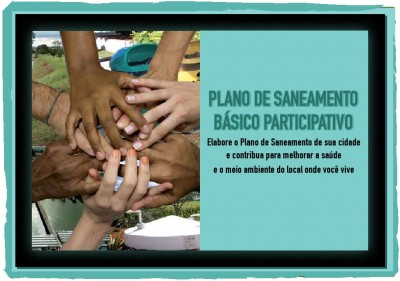 PLANO DE SANEAMENTO
BÁSICO PARTICIPATIVO
Elabore o Plano de Saneamento de sua cidade
e contribua para melhorar a saúde
e o meio ambiente do local onde você vive